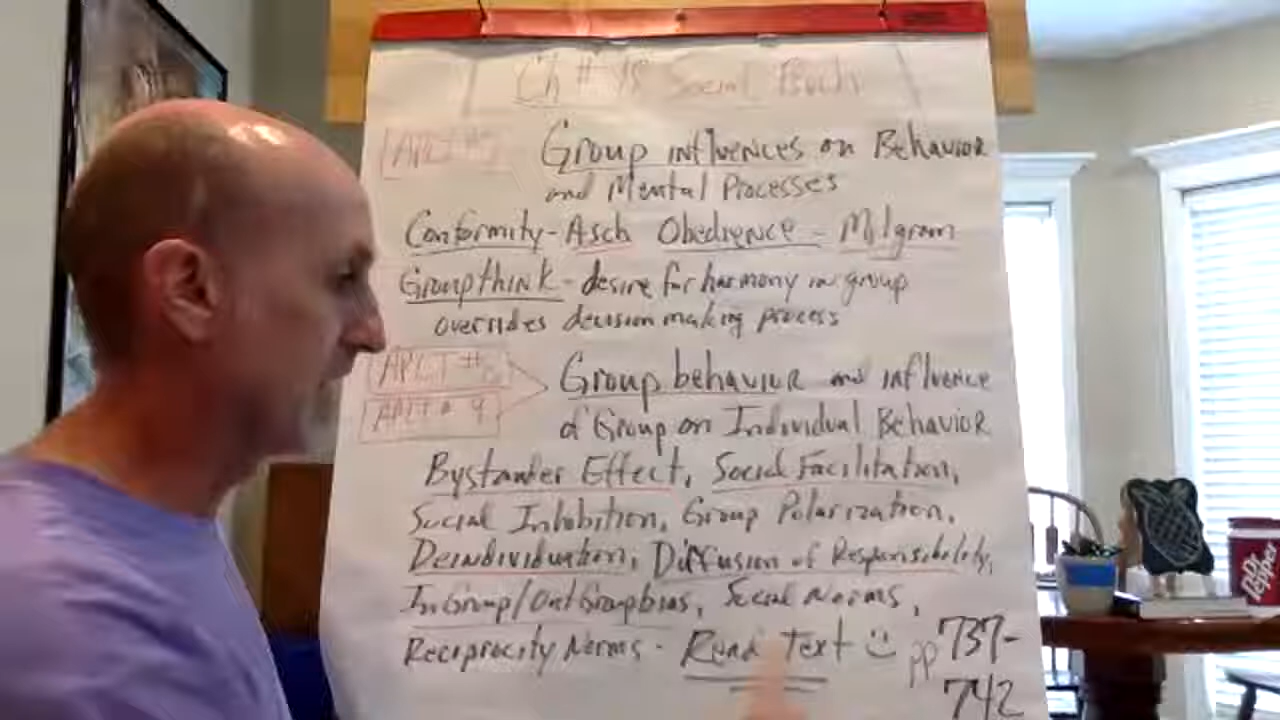 Ch # 18 Social Psych
APLT #
Group influences on Behavior
and Mental Processes
Conformity - Asch Obedience - Milgram
Groupthink - desire for harmony in group
overrides decision making process
APLT #
APLT # 9
Group behavior and influence
of Group on Individual Behavior
Bystander Effect, Social Facilitation,
Social Inhibition, Group Polarization,
Deindividuation, Diffusion of Responsibility,
InGroup/OutGroup bias, Social Norms,
Reciprocity Norms - Read Text :) pp 737-
742
Dr Pepper